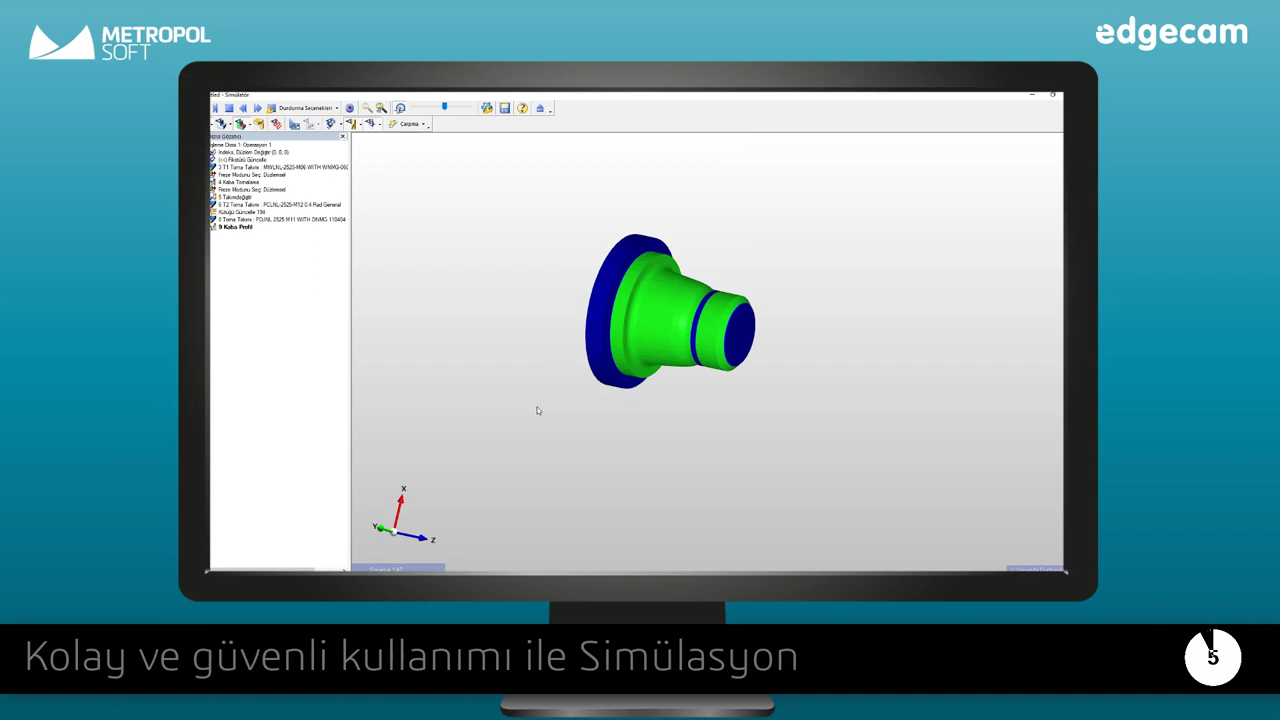 METROPOL
SOFT
edgecam
tled - Simülatör
Durdurma Seçenekleri
Çarpma
İşleme Dizisi 1: Operasyon 1
İndeks, Düzlem Değiştir (0, 0, 0)
(<<) Fikstürü Güncelle
3 T1 Torna Takımı : MWLNL-2525-M06 WITH WNMG-060
Freze Modunu Seç: Düzlemsel
4 Kaba Tornalama
Freze Modunu Seç: Düzlemsel
5 Takımdeğiştir
6 T2 Torna Takımı : PCLNL-2525-M12 0.4 Rad General
Kütüğü Güncelle 154
8 Torna Takımı : PDJNL 2525 M11 WITH DNMG 110404
9 Kaba Profil
X
Y
Z
Kolay ve güvenli kullanımı ile Simülasyon
5